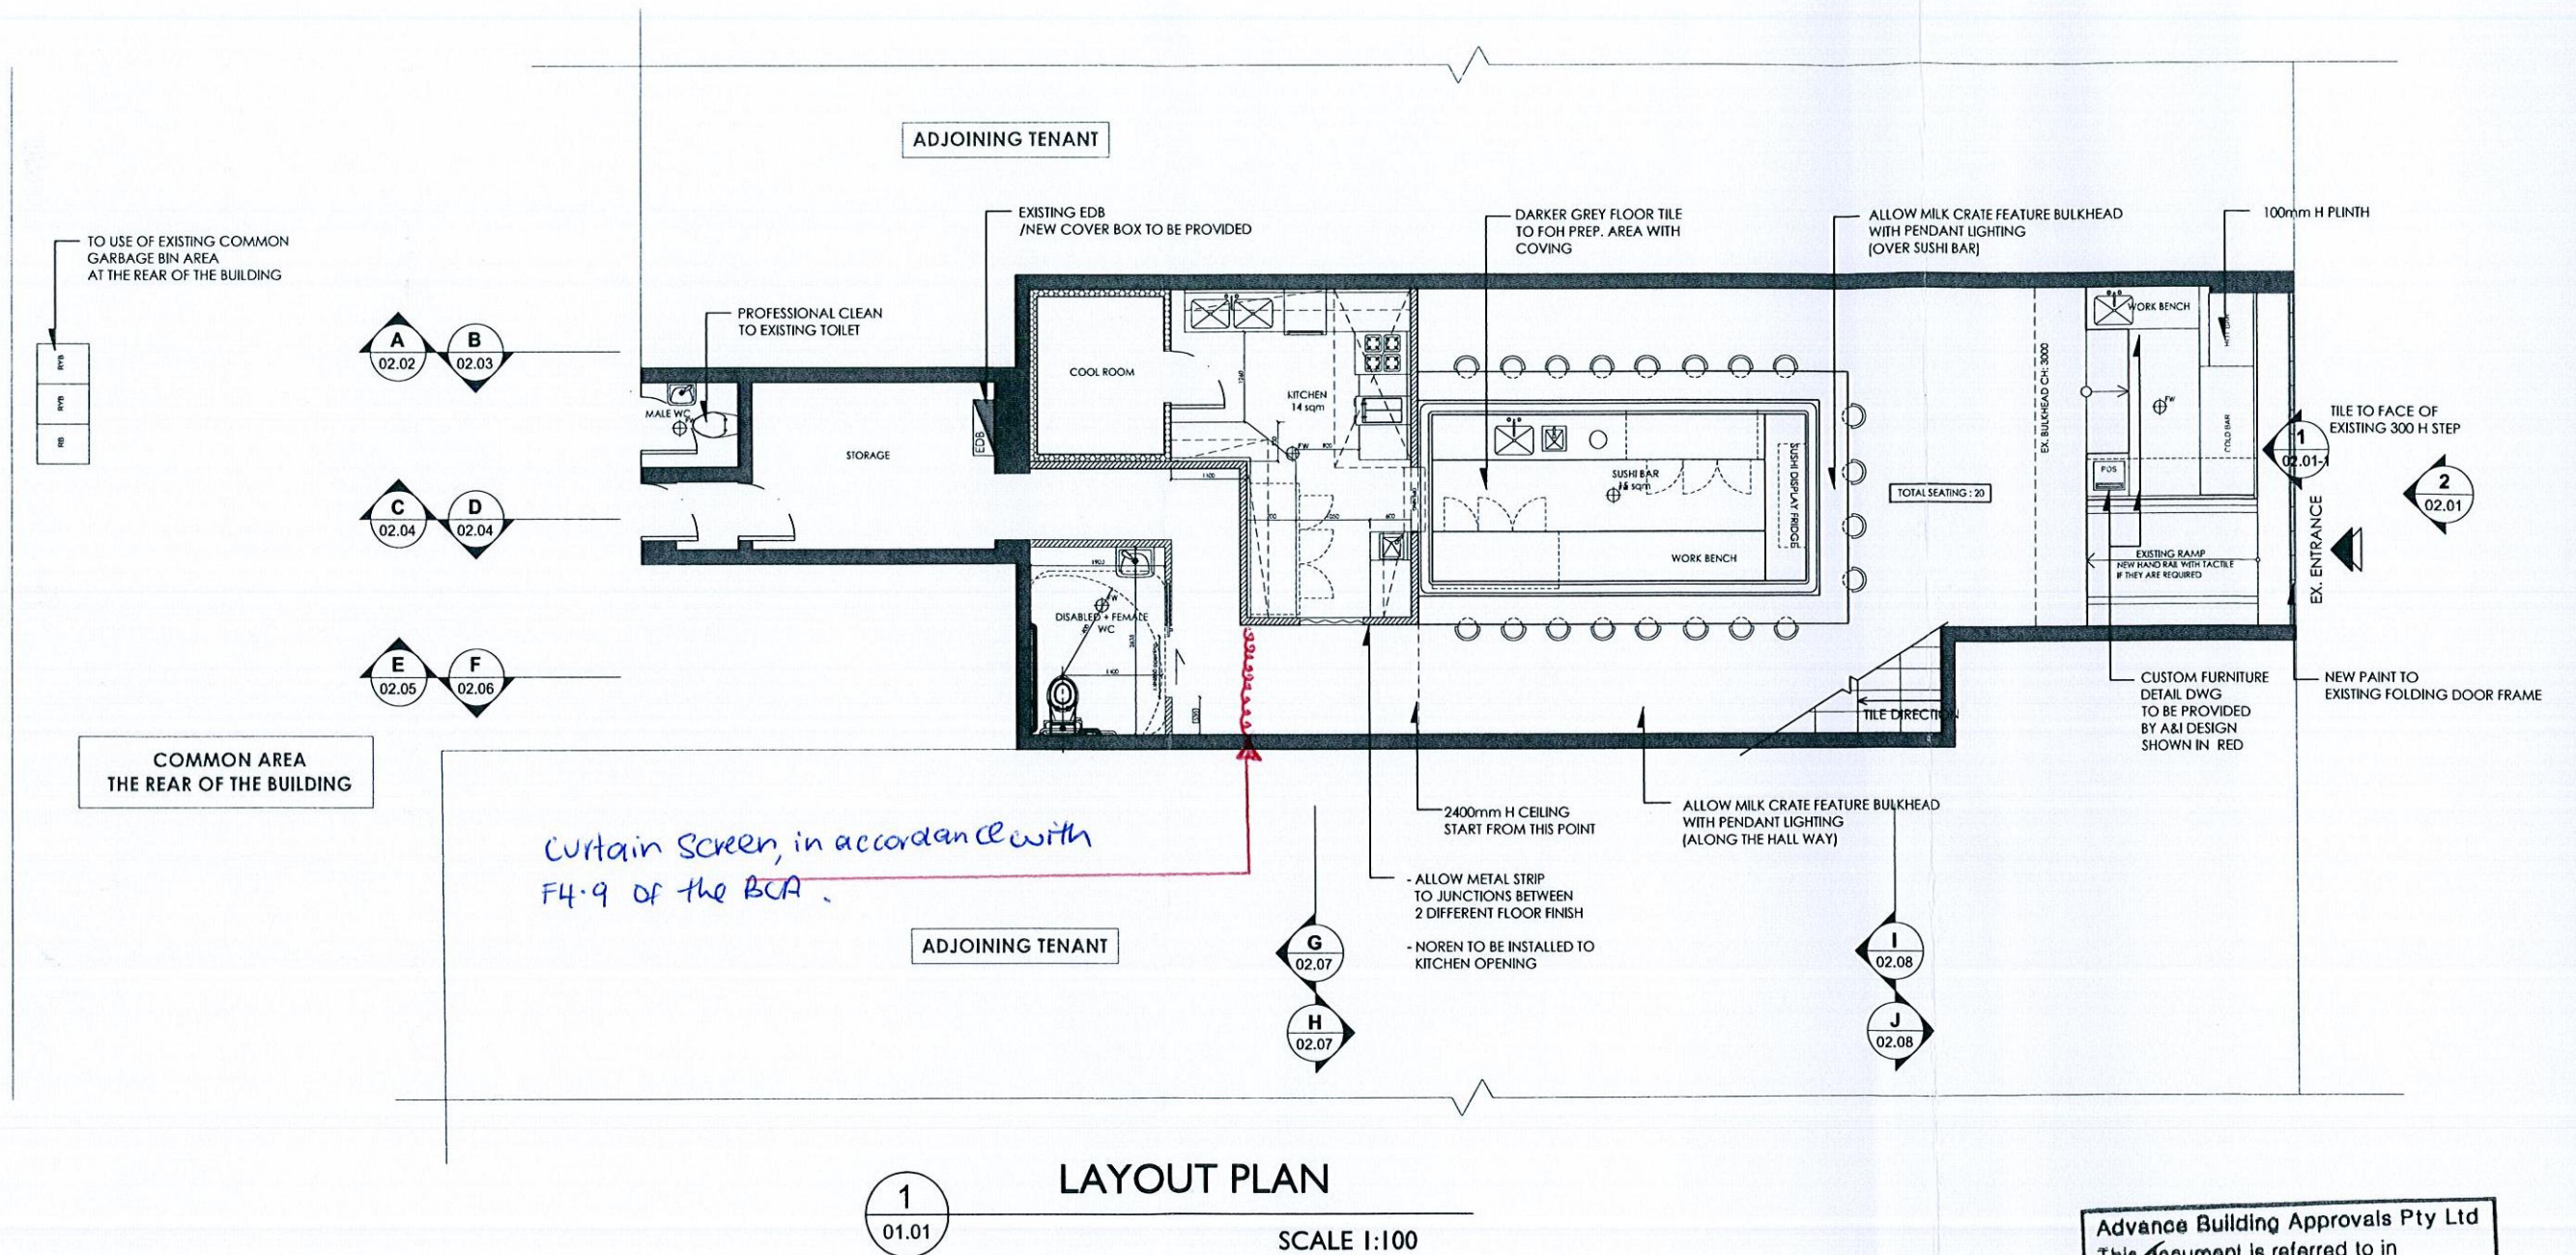 ADJOINING TENANT
TO USE OF EXISTING COMMON
GARBAGE BIN AREA
AT THE REAR OF THE BUILDING
RYB
RYB
RB
EXISTING EDB
/NEW COVER BOX TO BE PROVIDED
DARKER GREY FLOOR TILE
TO FOH PREP. AREA WITH
COVING
ALLOW MILK CRATE FEATURE BULKHEAD
WITH PENDANT LIGHTING
(OVER SUSHI BAR)
100mm H PLINTH
PROFESSIONAL CLEAN
TO EXISTING TOILET
A
02.02
B
02.03
C
02.04
D
02.04
E
02.05
F
02.06
MALE WC
STORAGE
EDB
COOL ROOM
KITCHEN
14 sqm
FW
1100
DISABLED + FEMALE
WC
FW
SUSHI BAR
15 sqm
WORK BENCH
SUSHI DISPLAY FRIDGE
TOTAL SEATING : 20
EX. BULKHEAD CH: 3000
WORK BENCH
FW
COLD BAR
POS
EXISTING RAMP
NEW HAND RAIL WITH TACTILE
IF THEY ARE REQUIRED
EX. ENTRANCE
TILE TO FACE OF
EXISTING 300 H STEP
1
02.01-1
2
02.01
TILE DIRECTION
CUSTOM FURNITURE
DETAIL DWG
TO BE PROVIDED
BY A&I DESIGN
SHOWN IN RED
NEW PAINT TO
EXISTING FOLDING DOOR FRAME
COMMON AREA
THE REAR OF THE BUILDING
Curtain Screen, in accordance with
F4.9 of the BCA.
2400mm H CEILING
START FROM THIS POINT
ALLOW MILK CRATE FEATURE BULKHEAD
WITH PENDANT LIGHTING
(ALONG THE HALL WAY)
- ALLOW METAL STRIP
TO JUNCTIONS BETWEEN
2 DIFFERENT FLOOR FINISH
- NOREN TO BE INSTALLED TO
KITCHEN OPENING
ADJOINING TENANT
G
02.07
H
02.07
I
02.08
J
02.08
1
01.01
LAYOUT PLAN
SCALE 1:100
Advance Building Approvals Pty Ltd
This document is referred to in